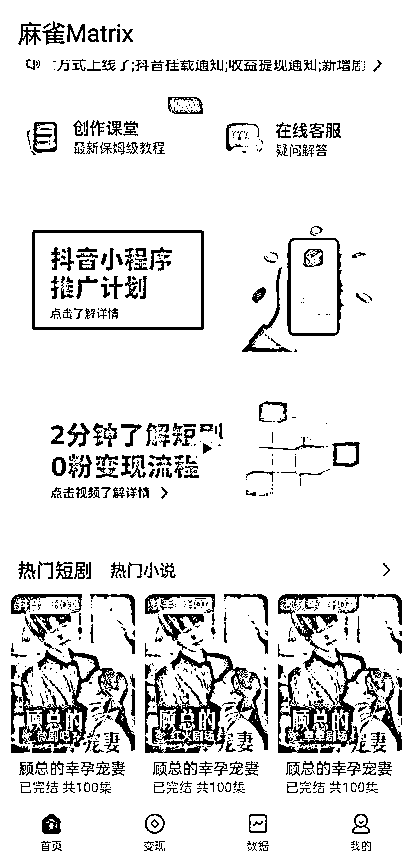 麻雀Matrix
方式上线了;抖音挂载通知;收益提现通知;新增剧
创作课堂
最新保姆级教程
在线客服
疑问解答
抖音小程序
推广计划
点击了解详情
2分钟了解短剧
0粉变现流程
点击视频了解详情
热门短剧 热门小说
顾总的 顾总的 顾总的
宠妻 宠妻 宠妻
顾总的幸孕宠妻 顾总的幸孕宠妻 顾总的幸孕宠妻
已完结 共100集 已完结 共100集 已完结 共100集
首页 变现 数据 我的